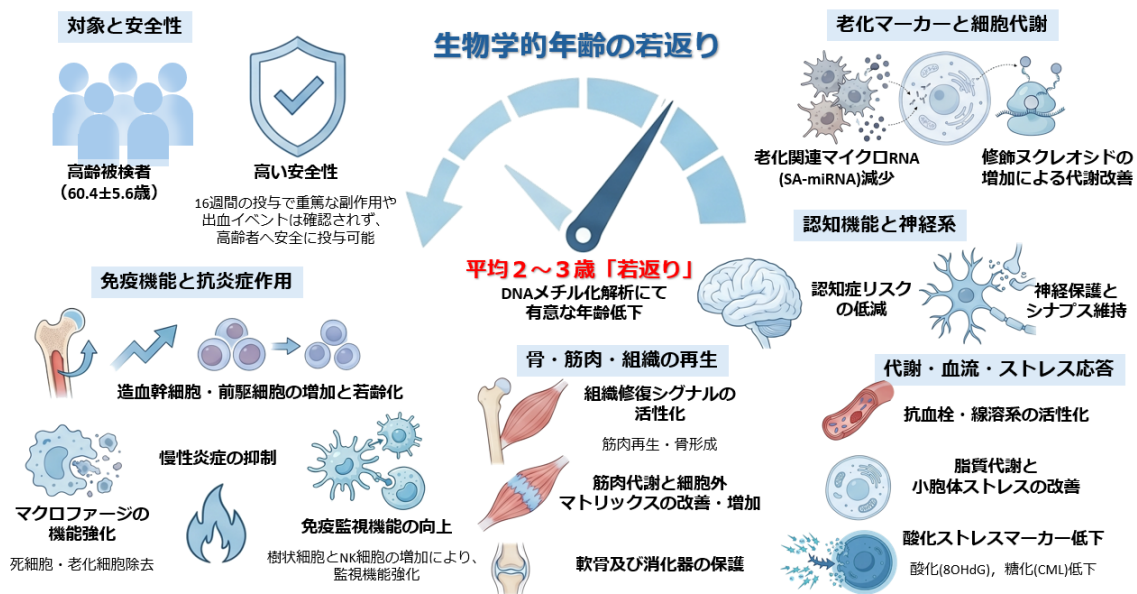 対象と安全性
高齢被検者
（60.4±5.6歳）
高い安全性
16週間の投与で重篤な副作用や
出血イベントは確認されず、
高齢者へ安全に投与可能
生物学的年齢の若返り
平均２～３歳「若返り」
DNAメチル化解析にて
有意な年齢低下
老化マーカーと細胞代謝
老化関連マイクロRNA
(SA-miRNA)減少
修飾ヌクレオシドの
増加による代謝改善
認知機能と神経系
認知症リスク
の低減
神経保護と
シナプス維持
免疫機能と抗炎症作用
造血幹細胞・前駆細胞の増加と若齢化
マクロファージの
機能強化
死細胞・老化細胞除去
慢性炎症の抑制
免疫監視機能の向上
樹状細胞とNK細胞の増加により、
監視機能強化
骨・筋肉・組織の再生
組織修復シグナルの
活性化
筋肉再生・骨形成
筋肉代謝と細胞外
マトリックスの改善・増加
軟骨及び消化器の保護
代謝・血流・ストレス応答
抗血栓・線溶系の活性化
脂質代謝と
小胞体ストレスの改善
酸化ストレスマーカー低下
酸化(8OHdG)，糖化(CML)低下